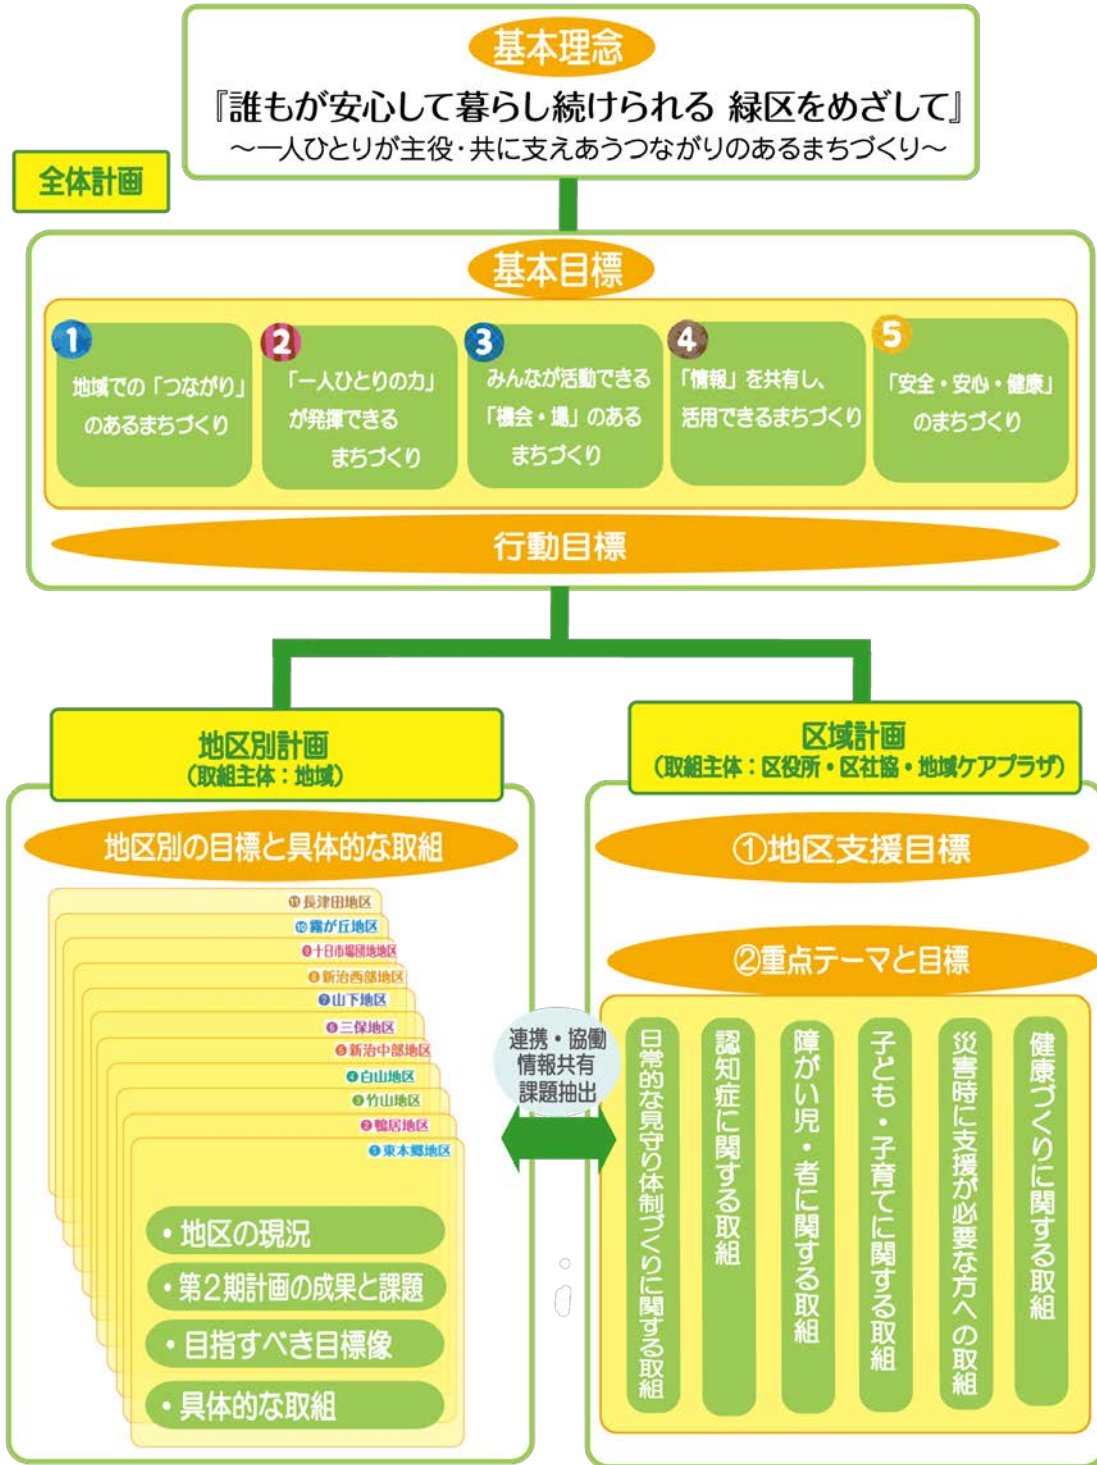 基本理念
『誰もが安心して暮らし続けられる 緑区をめざして』
～一人ひとりが主役・共に支えあうつながりのあるまちづくり～
全体計画
基本目標
1
地域での「つながり」
のあるまちづくり
2
「一人ひとりの力」
が発揮できる
まちづくり
3
みんなが活動できる
「機会・場」のある
まちづくり
4
「情報」を共有し、
活用できるまちづくり
5
「安全・安心・健康」
のまちづくり
行動目標
地区別計画
（取組主体：地域）
地区別の目標と具体的な取組
⑪長津田地区
⑩霧が丘地区
⑨十日市場団地地区
⑧新治西部地区
⑦山下地区
⑥三保地区
⑤新治中部地区
④白山地区
③竹山地区
②鴨居地区
①東本郷地区
・地区の現況
・第2期計画の成果と課題
・目指すべき目標像
・具体的な取組
連携・協働
情報共有
課題抽出
区域計画
（取組主体：区役所・区社協・地域ケアプラザ）
①地区支援目標
②重点テーマと目標
日常的な見守り体制づくりに関する取組
認知症に関する取組
障がい児・者に関する取組
子ども・子育てに関する取組
災害時に支援が必要な方への取組
健康づくりに関する取組